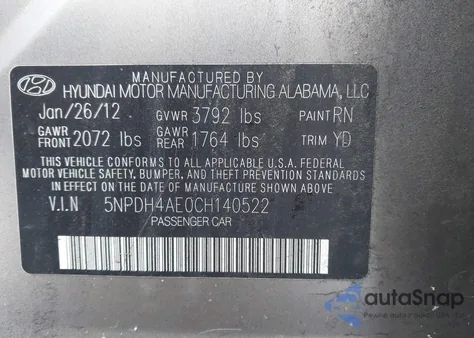 MANUFACTURED BY
HYUNDAI MOTOR MANUFACTURING ALABAMA, LLC
Jan/26/12 GVWR 3792 lbs PAINT RN
GAWR FRONT 2072 lbs GAWR REAR 1764 lbs TRIM YD
THIS VEHICLE CONFORMS TO ALL APPLICABLE U.S.A. FEDERAL
MOTOR VEHICLE SAFETY, BUMPER, AND THEFT PREVENTION STANDARDS
IN EFFECT ON THE DATE OF MANUFACTURE SHOWN ABOVE.
V.I.N 5NPDH4AE0CH140522
PASSENGER CAR
autoSnap